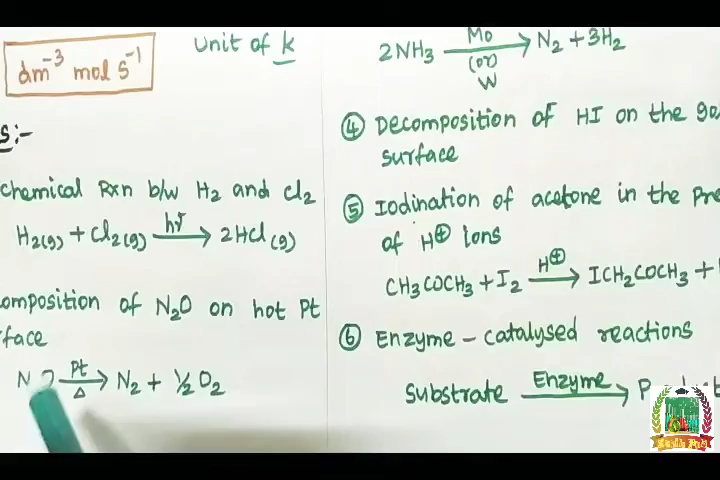 unit of k
dm⁻³ mol s⁻¹
s:-
chemical Rxn b/w H₂ and Cl₂
H₂(g) + Cl₂(g) hν→ 2HCl(g)
composition of N₂O on hot Pt
face
N O Pt→ Δ N₂ + ½O₂
2NH₃ Mo→ N₂ + 3H₂
(or)
W
④ Decomposition of HI on the
surface
⑤ Iodination of acetone in the
of H⊕ Ions
CH₃COCH₃ + I₂ H⊕→ ICH₂COCH₃ +
⑥ Enzyme - catalysed reactions
substrate Enzyme→